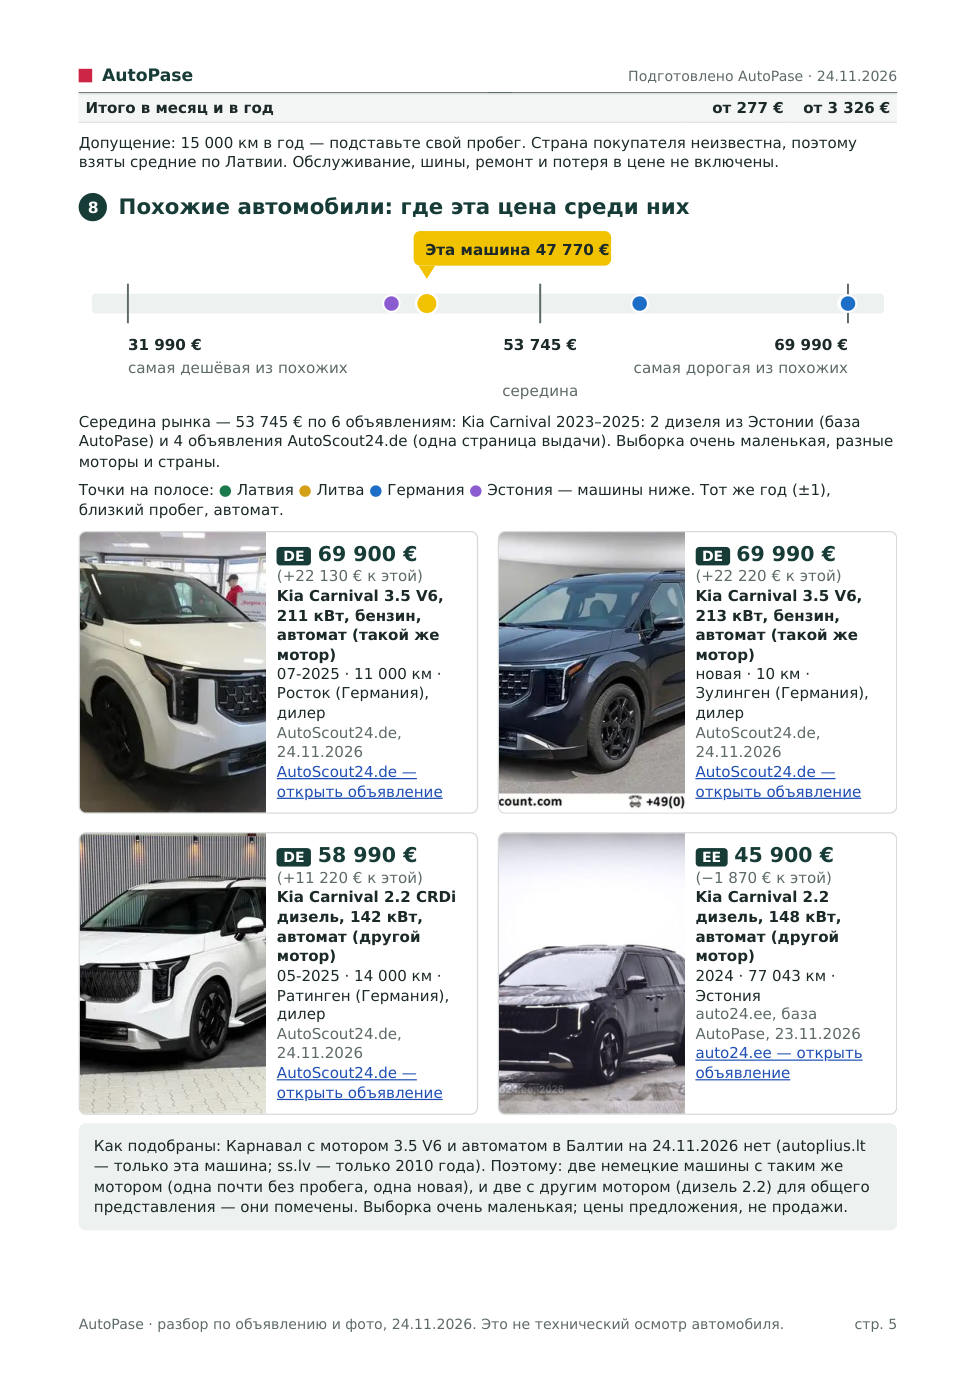 AutoPase
Подготовлено AutoPase · 24.11.2026
Итого в месяц и в год от 277 € от 3 326 €
Допущение: 15 000 км в год — подставьте свой пробег. Страна покупателя неизвестна, поэтому
взяты средние по Латвии. Обслуживание, шины, ремонт и потеря в цене не включены.
8 Похожие автомобили: где эта цена среди них
Эта машина 47 770 €
31 990 €
самая дешёвая из похожих
53 745 €
середина
69 990 €
самая дорогая из похожих
Середина рынка — 53 745 € по 6 объявлениям: Kia Carnival 2023–2025: 2 дизеля из Эстонии (база
AutoPase) и 4 объявления AutoScout24.de (одна страница выдачи). Выборка очень маленькая, разные
моторы и страны.
Точки на полосе: Латвия Литва Германия Эстония — машины ниже. Тот же год (±1),
близкий пробег, автомат.
DE 69 900 €
(+22 130 € к этой)
Kia Carnival 3.5 V6,
211 кВт, бензин,
автомат (такой же
мотор)
07-2025 · 11 000 км ·
Росток (Германия),
дилер
AutoScout24.de,
24.11.2026
AutoScout24.de —
открыть объявление
count.com
+49(0)
DE 69 990 €
(+22 220 € к этой)
Kia Carnival 3.5 V6,
213 кВт, бензин,
автомат (такой же
мотор)
новая · 10 км ·
Зулинген (Германия),
дилер
AutoScout24.de,
24.11.2026
AutoScout24.de —
открыть объявление
DE 58 990 €
(+11 220 € к этой)
Kia Carnival 2.2 CRDi
дизель, 142 кВт,
автомат (другой
мотор)
05-2025 · 14 000 км ·
Ратинген (Германия),
дилер
AutoScout24.de,
24.11.2026
AutoScout24.de —
открыть объявление
EE 45 900 €
(−1 870 € к этой)
Kia Carnival 2.2
дизель, 148 кВт,
автомат (другой
мотор)
2024 · 77 043 км ·
Эстония
auto24.ee, база
AutoPase, 23.11.2026
auto24.ee — открыть
объявление
Как подобраны: Карнавал с мотором 3.5 V6 и автоматом в Балтии на 24.11.2026 нет (autoplius.lt
— только эта машина; ss.lv — только 2010 года). Поэтому: две немецкие машины с таким же
мотором (одна почти без пробега, одна новая), и две с другим мотором (дизель 2.2) для общего
представления — они помечены. Выборка очень маленькая; цены предложения, не продажи.
AutoPase · разбор по объявлению и фото, 24.11.2026. Это не технический осмотр автомобиля.
стр. 5